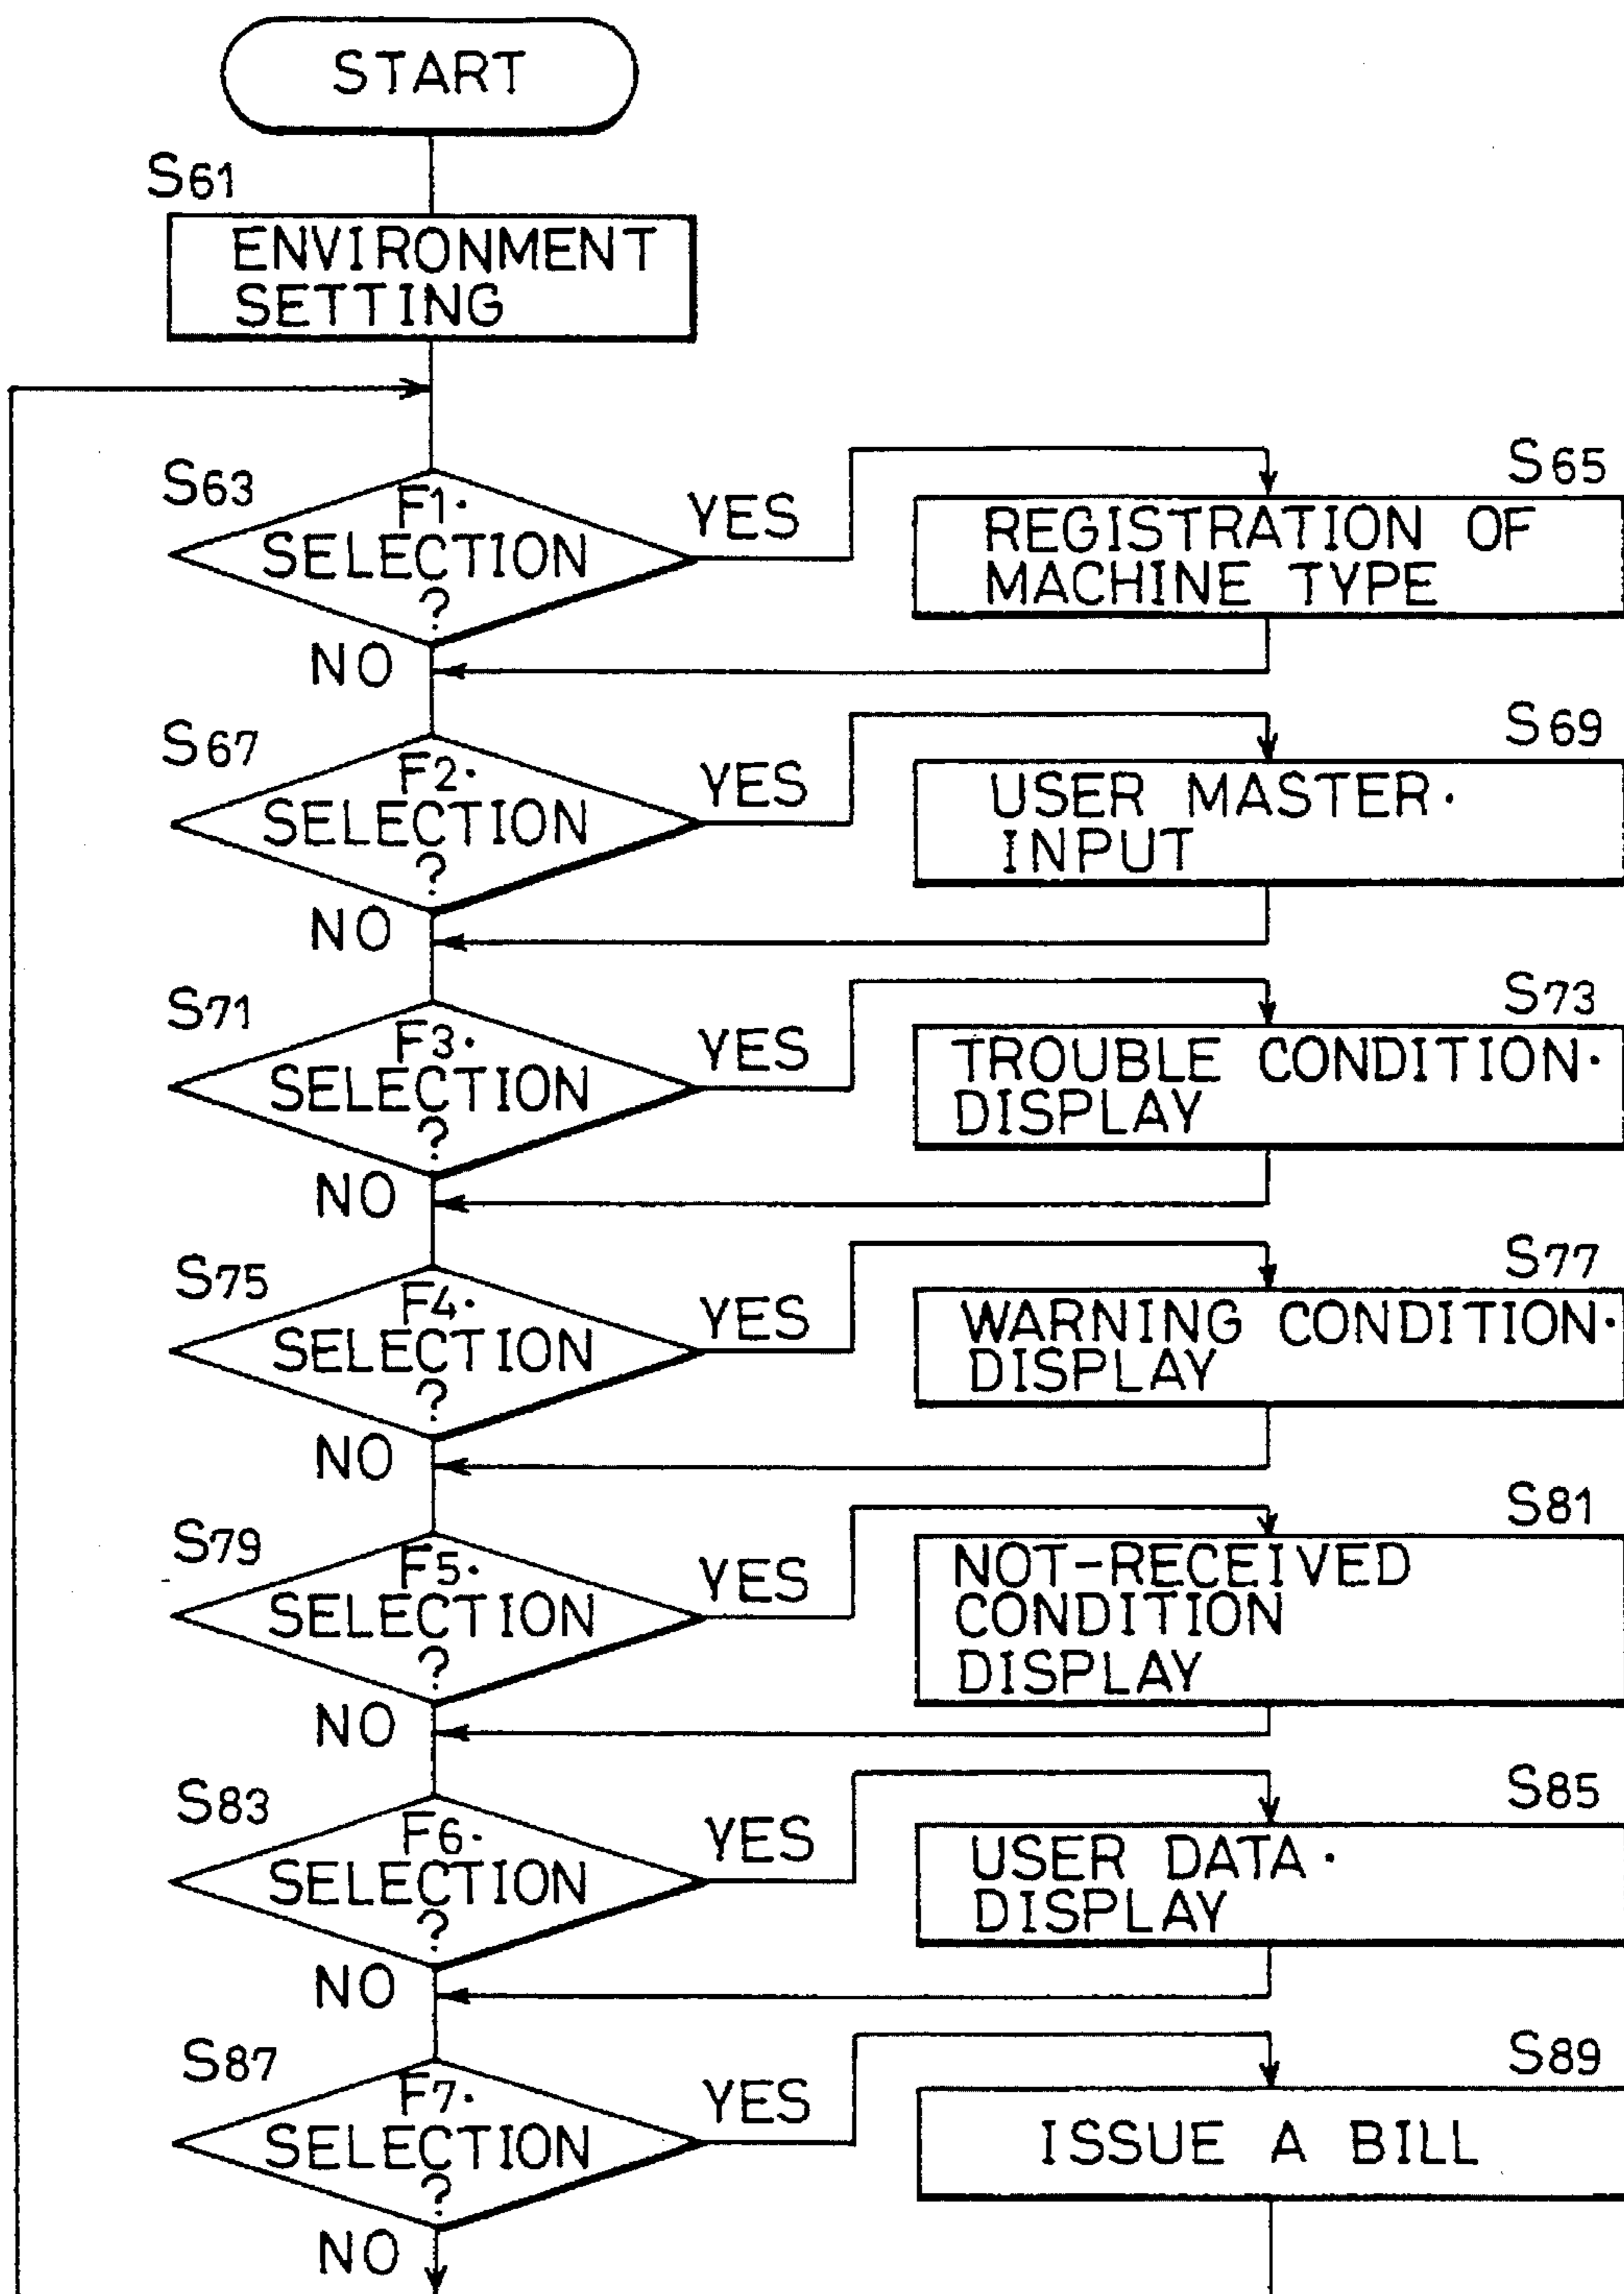 START
S61
ENVIRONMENT
SETTING
S63
F1·
SELECTION
?
YES
NO
S65
REGISTRATION OF
MACHINE TYPE
S67
F2·
SELECTION
?
YES
NO
S69
USER MASTER·
INPUT
S71
F3·
SELECTION
?
YES
NO
S73
TROUBLE CONDITION·
DISPLAY
S75
F4·
SELECTION
?
YES
NO
S77
WARNING CONDITION·
DISPLAY
S79
F5·
SELECTION
?
YES
NO
S81
NOT-RECEIVED
CONDITION
DISPLAY
S83
F6·
SELECTION
?
YES
NO
S85
USER DATA·
DISPLAY
S87
F7·
SELECTION
?
YES
NO
S89
ISSUE A BILL